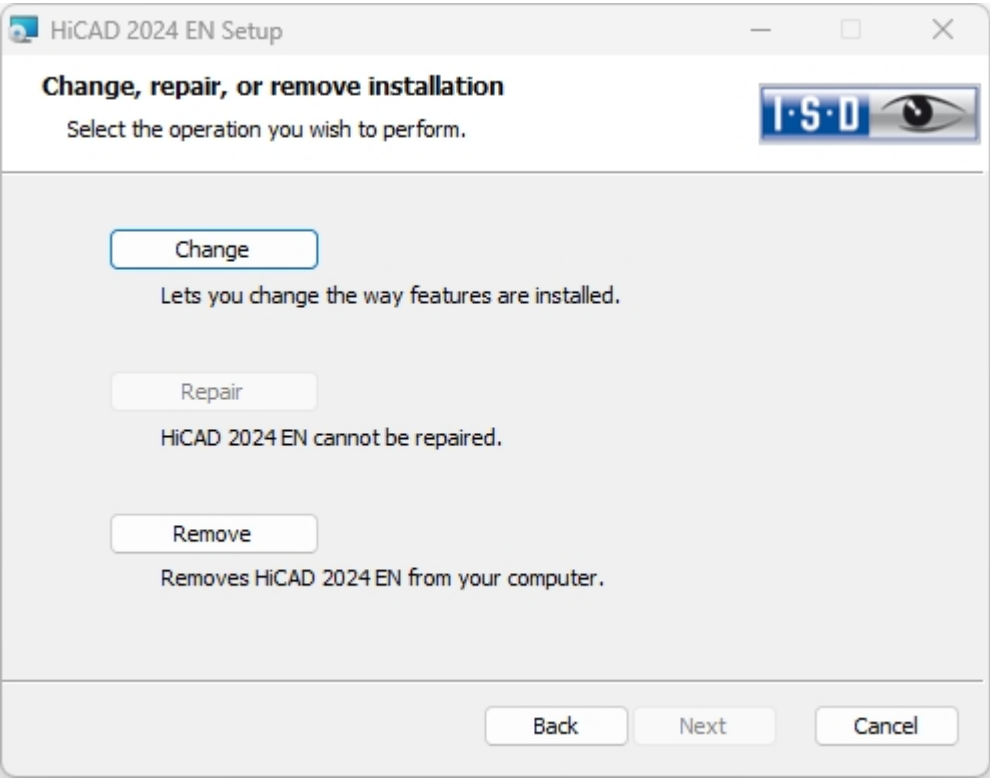 HiCAD 2024 EN Setup
Change, repair, or remove installation
Select the operation you wish to perform.
I·S·D
Change
Lets you change the way features are installed.
Repair
HiCAD 2024 EN cannot be repaired.
Remove
Removes HiCAD 2024 EN from your computer.
Back Next Cancel